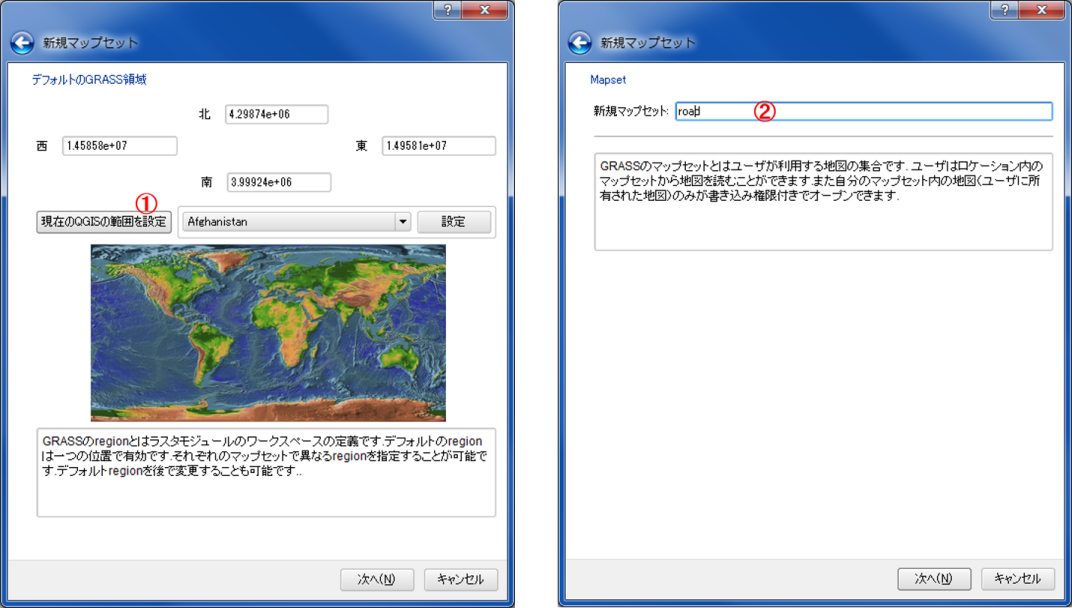 新規マップセット
デフォルトのGRASS領域
北 4.29874e+06
西 1.45858e+07 東 1.49581e+07
南 3.99924e+06
①
現在のQGISの範囲を設定 Afghanistan 設定
GRASSのregionとはラスタモジュールのワークスペースの定義です.デフォルトのregion
は一つの位置で有効です.それぞれのマップセットで異なるregionを指定することが可能で
す.デフォルトregionを後で変更することも可能です..
次へ(N) キャンセル
新規マップセット
Mapset
新規マップセット: road ②
GRASSのマップセットとはユーザが利用する地図の集合です. ユーザはロケーション内の
マップセットから地図を読むことができます.また自分のマップセット内の地図(ユーザに所
有された地図)のみが書き込み権限付きでオープンできます.
次へ(N) キャンセル